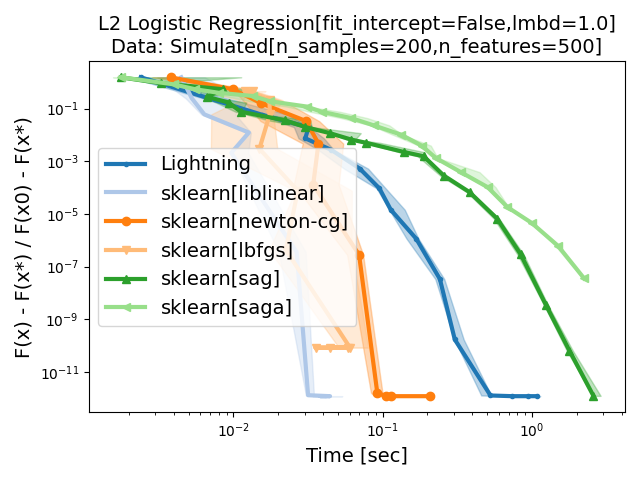 L2 Logistic Regression[fit_intercept=False,lmbd=1.0]
Data: Simulated[n_samples=200,n_features=500]
F(x) - F(x*) / F(x0) - F(x*)
10⁻¹
10⁻³
10⁻⁵
10⁻⁷
10⁻⁹
10⁻¹¹
Lightning
sklearn[liblinear]
sklearn[newton-cg]
sklearn[lbfgs]
sklearn[sag]
sklearn[saga]
10⁻²
10⁻¹
10⁰
Time [sec]